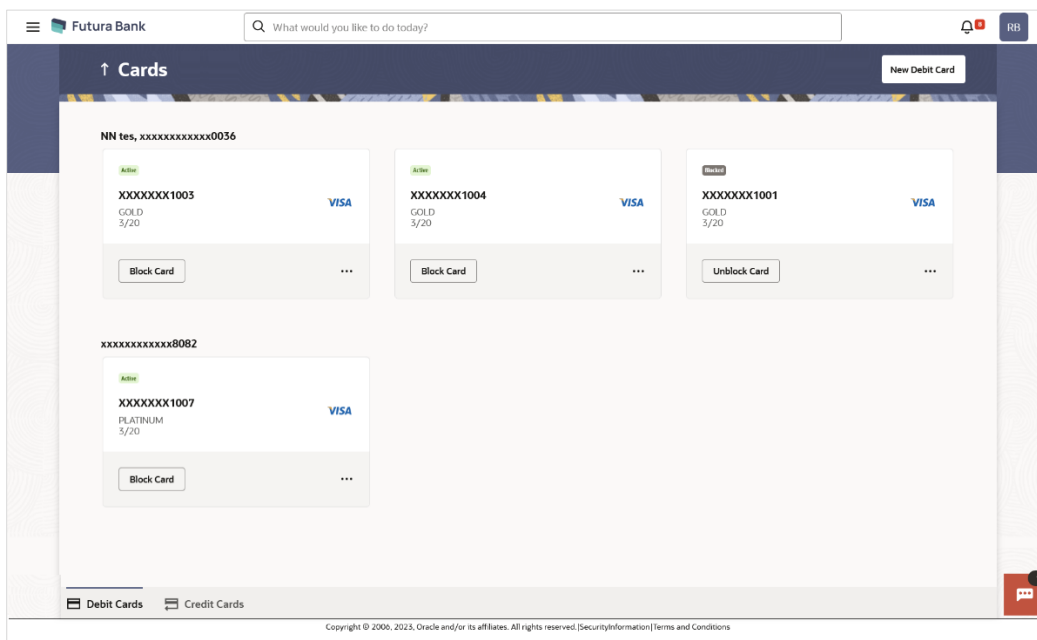 Futura Bank
What would you like to do today?
8
RB
↑ Cards
New Debit Card
NN tes, xxxxxxxxxxxx0036
Active
XXXXXXX1003
VISA
GOLD
3/20
Block Card
Active
XXXXXXX1004
VISA
GOLD
3/20
Block Card
Blocked
XXXXXXX1001
VISA
GOLD
3/20
Unblock Card
xxxxxxxxxxxx8082
Active
XXXXXXX1007
VISA
PLATINUM
3/20
Block Card
Debit Cards
Credit Cards
Copyright © 2006, 2023, Oracle and/or its affiliates. All rights reserved.|SecurityInformation|Terms and Conditions